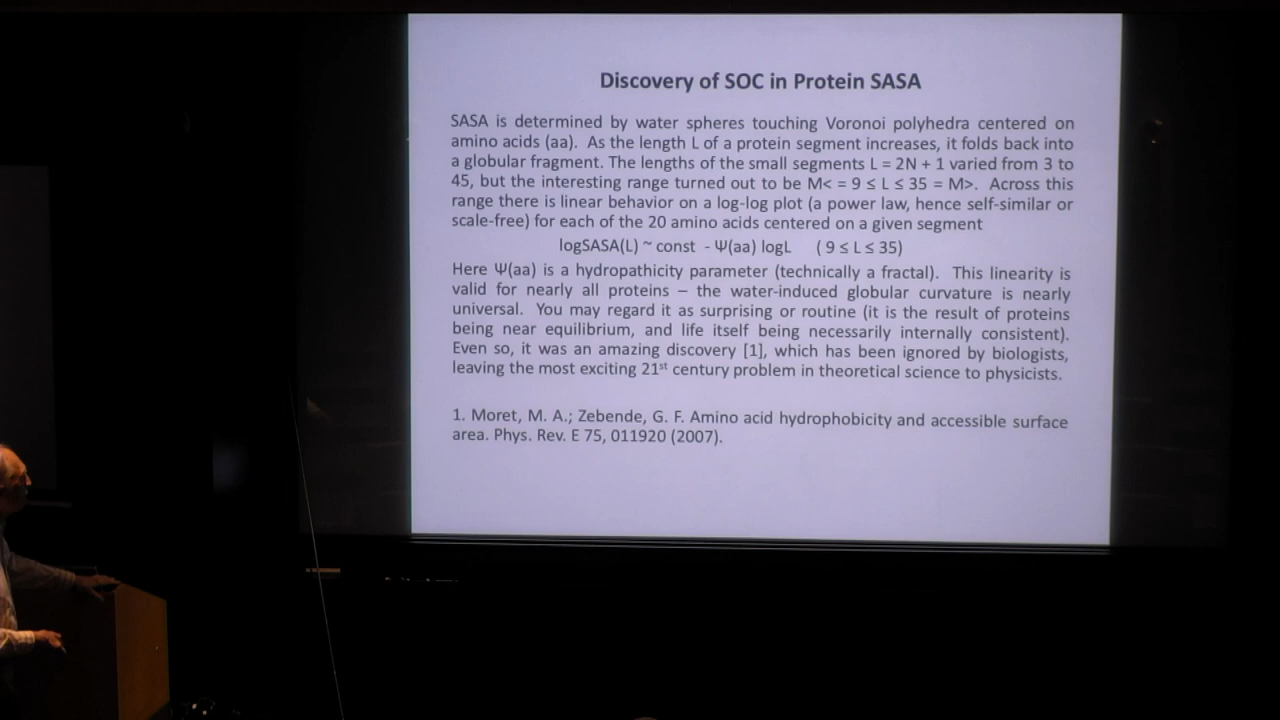 Discovery of SOC in Protein SASA
SASA is determined by water spheres touching Voronoi polyhedra centered on
amino acids (aa). As the length L of a protein segment increases, it folds back into
a globular fragment. The lengths of the small segments L = 2N + 1 varied from 3 to
45, but the interesting range turned out to be M< = 9 ≤ L ≤ 35 = M>. Across this
range there is linear behavior on a log-log plot (a power law, hence self-similar or
scale-free) for each of the 20 amino acids centered on a given segment
logSASA(L) ~ const - Ψ(aa) logL ( 9 ≤ L ≤ 35)
Here Ψ(aa) is a hydropathicity parameter (technically a fractal). This linearity is
valid for nearly all proteins – the water-induced globular curvature is nearly
universal. You may regard it as surprising or routine (it is the result of proteins
being near equilibrium, and life itself being necessarily internally consistent).
Even so, it was an amazing discovery [1], which has been ignored by biologists,
leaving the most exciting 21st century problem in theoretical science to physicists.
1. Moret, M. A.; Zebende, G. F. Amino acid hydrophobicity and accessible surface
area. Phys. Rev. E 75, 011920 (2007).